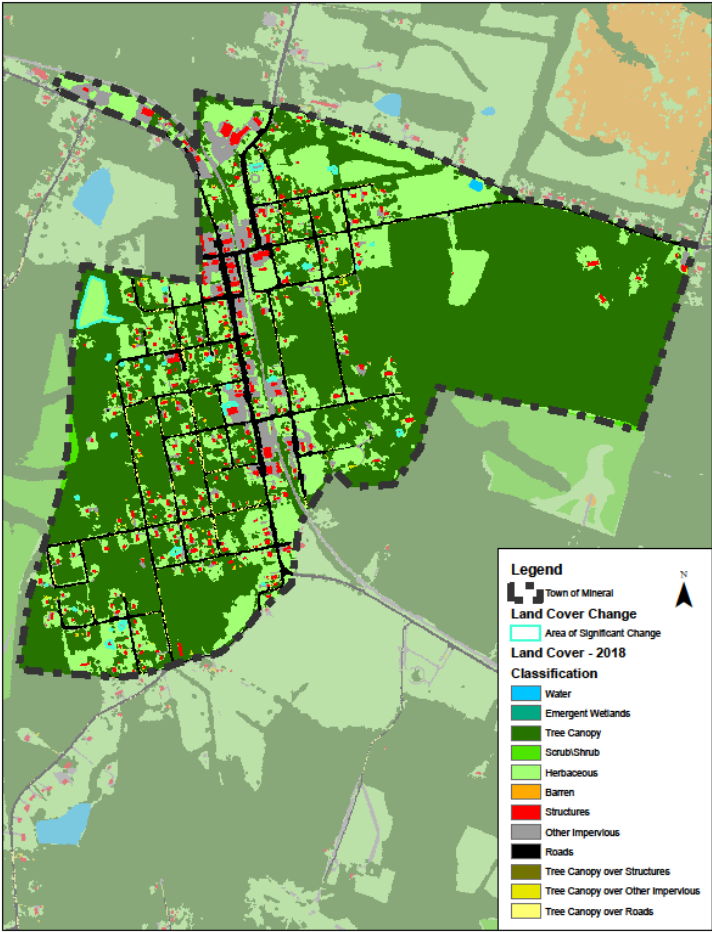 Legend
N
Town of Mineral
Land Cover Change
Area of Significant Change
Land Cover - 2018
Classification
Water
Emergent Wetlands
Tree Canopy
Scrub\Shrub
Herbaceous
Barren
Structures
Other Impervious
Roads
Tree Canopy over Structures
Tree Canopy over Other Impervious
Tree Canopy over Roads